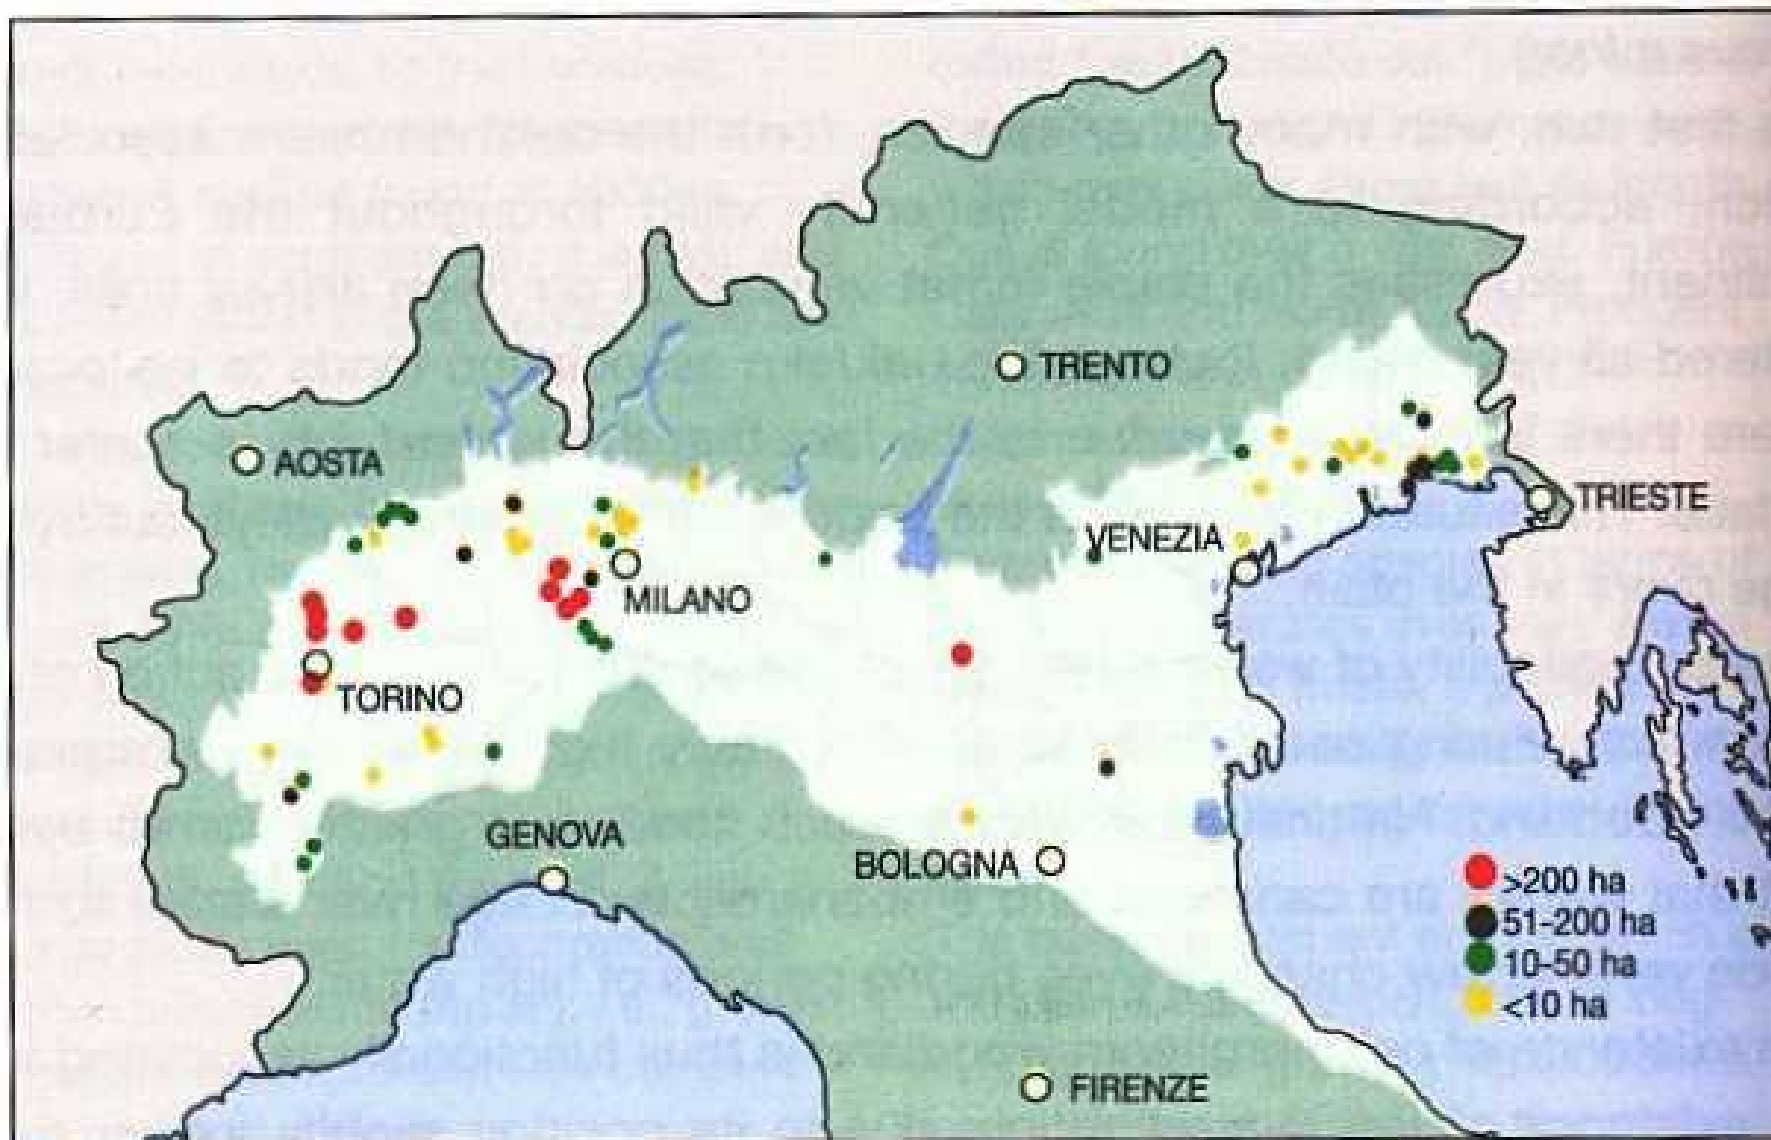 TRENTO
AOSTA
TRIESTE
VENEZIA
MILANO
TORINO
GENOVA
BOLOGNA
>200 ha
51-200 ha
10-50 ha
<10 ha
FIRENZE